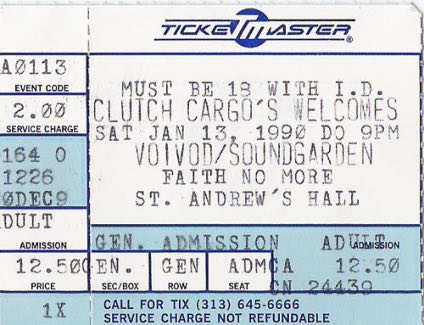 TICKETMASTER®
A0113
EVENT CODE
2.00
SERVICE CHARGE
164 0
1226
0DEC9
ADULT
ADMISSION
12.50
PRICE
1X
MUST BE 18 WITH I.D.
CLUTCH CARGO'S WELCOMES
SAT JAN 13, 1990 DO 9PM
VOIVOD/SOUNDGARDEN
FAITH NO MORE
ST. ANDREW'S HALL
GEN. ADMISSION ADULT
ADMISSION
GEN. GEN ADMCA 12.50
SEC/BOX ROW SEAT CN 24439
CALL FOR TIX (313) 645-6666
SERVICE CHARGE NOT REFUNDABLE